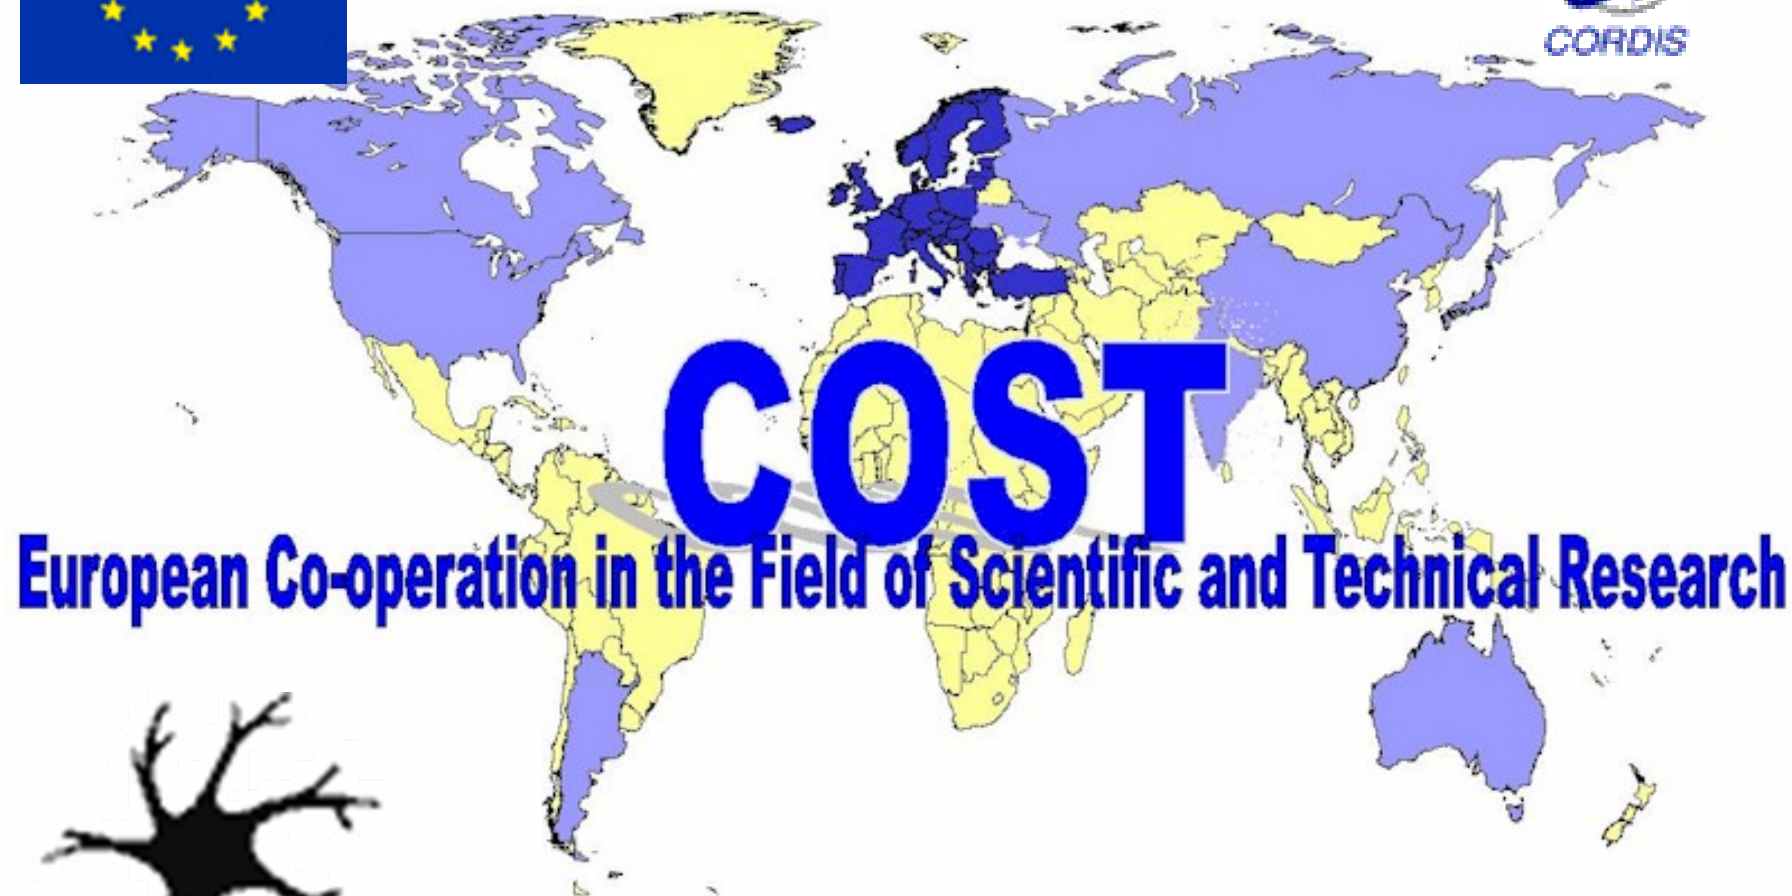 CORDIS
COST
European Co-operation in the Field of Scientific and Technical Research